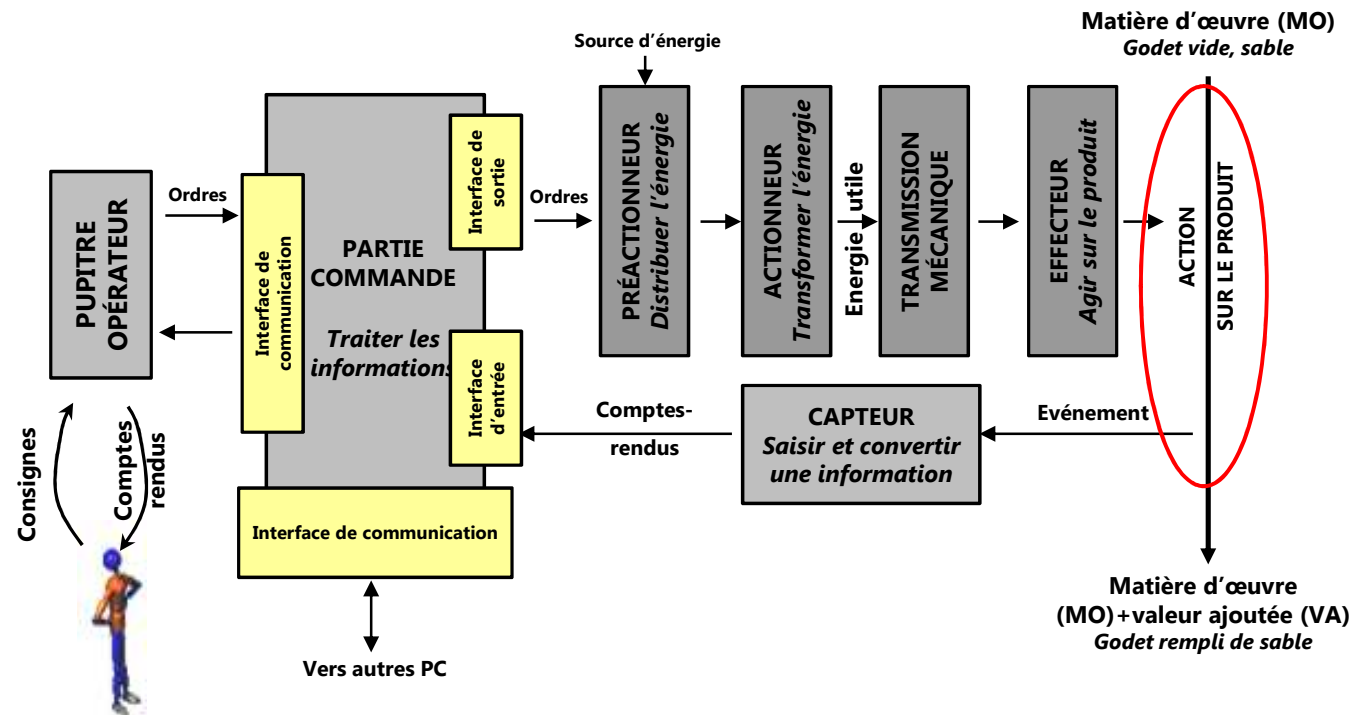 Matière d’œuvre (MO)
Godet vide, sable
Source d’énergie
PUPITRE
OPÉRATEUR
Ordres
Interface de
communication
PARTIE
COMMANDE
Traiter les
informations
Interface de
sortie
Ordres
PRÉACTIONNEUR
Distribuer l’énergie
ACTIONNEUR
Transformer l’énergie
Energie utile
TRANSMISSION
MÉCANIQUE
EFFECTEUR
Agir sur le produit
ACTION
SUR LE PRODUIT
Interface
d’entrée
Comptes-
rendus
CAPTEUR
Saisir et convertir
une information
Evénement
Consignes
Comptes
rendus
Interface de communication
Vers autres PC
Matière d’œuvre
(MO)+valeur ajoutée (VA)
Godet rempli de sable